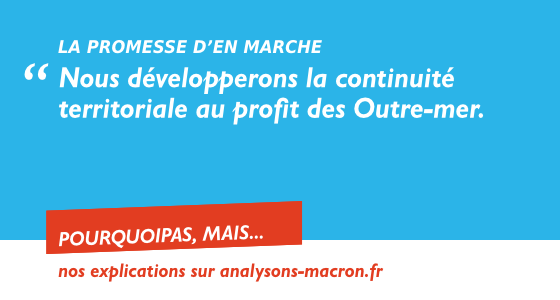 LA PROMESSE D’EN MARCHE
“ Nous développerons la continuité
territoriale au profit des Outre-mer.
POURQUOIPAS, MAIS...
nos explications sur analysons-macron.fr